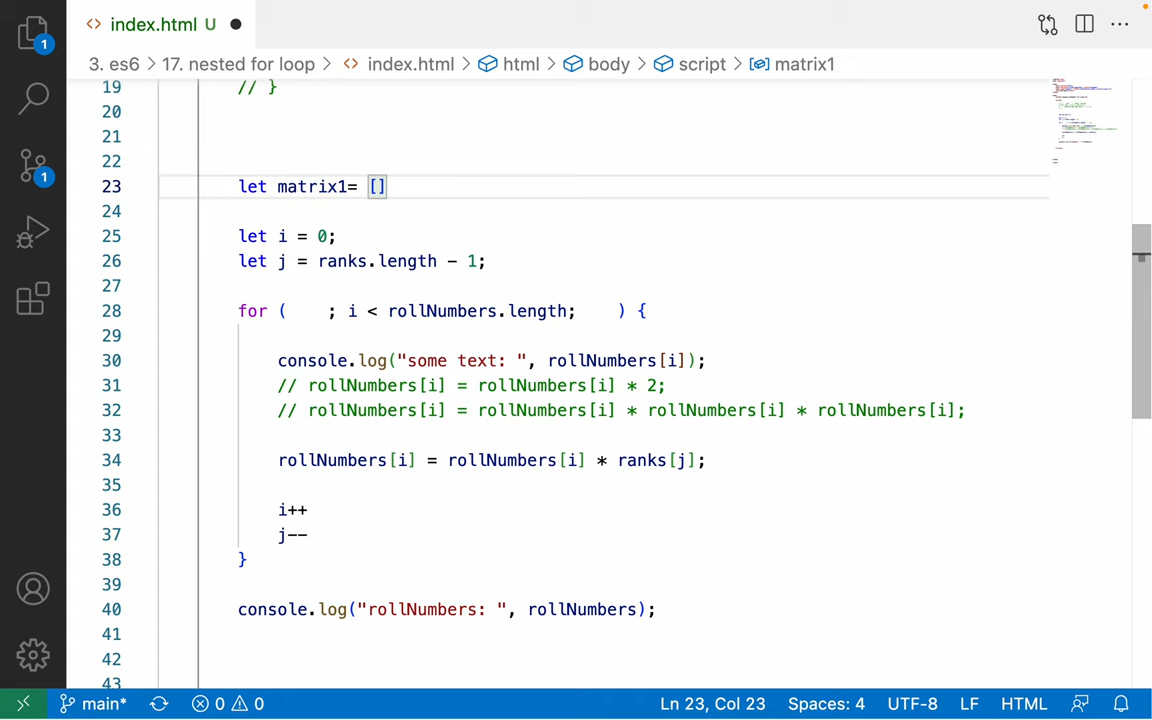 index.html U
3. es6 > 17. nested for loop > index.html > html > body > script > matrix1
19 // }
20
21
22
23 let matrix1= []
24
25 let i = 0;
26 let j = ranks.length - 1;
27
28 for ( ; i < rollNumbers.length; ) {
29
30 console.log("some text: ", rollNumbers[i]);
31 // rollNumbers[i] = rollNumbers[i] * 2;
32 // rollNumbers[i] = rollNumbers[i] * rollNumbers[i] * rollNumbers[i];
33
34 rollNumbers[i] = rollNumbers[i] * ranks[j];
35
36 i++
37 j--
38 }
39
40 console.log("rollNumbers: ", rollNumbers);
41
42
43
1
1
main* 0 0 Ln 23, Col 23 Spaces: 4 UTF-8 LF HTML